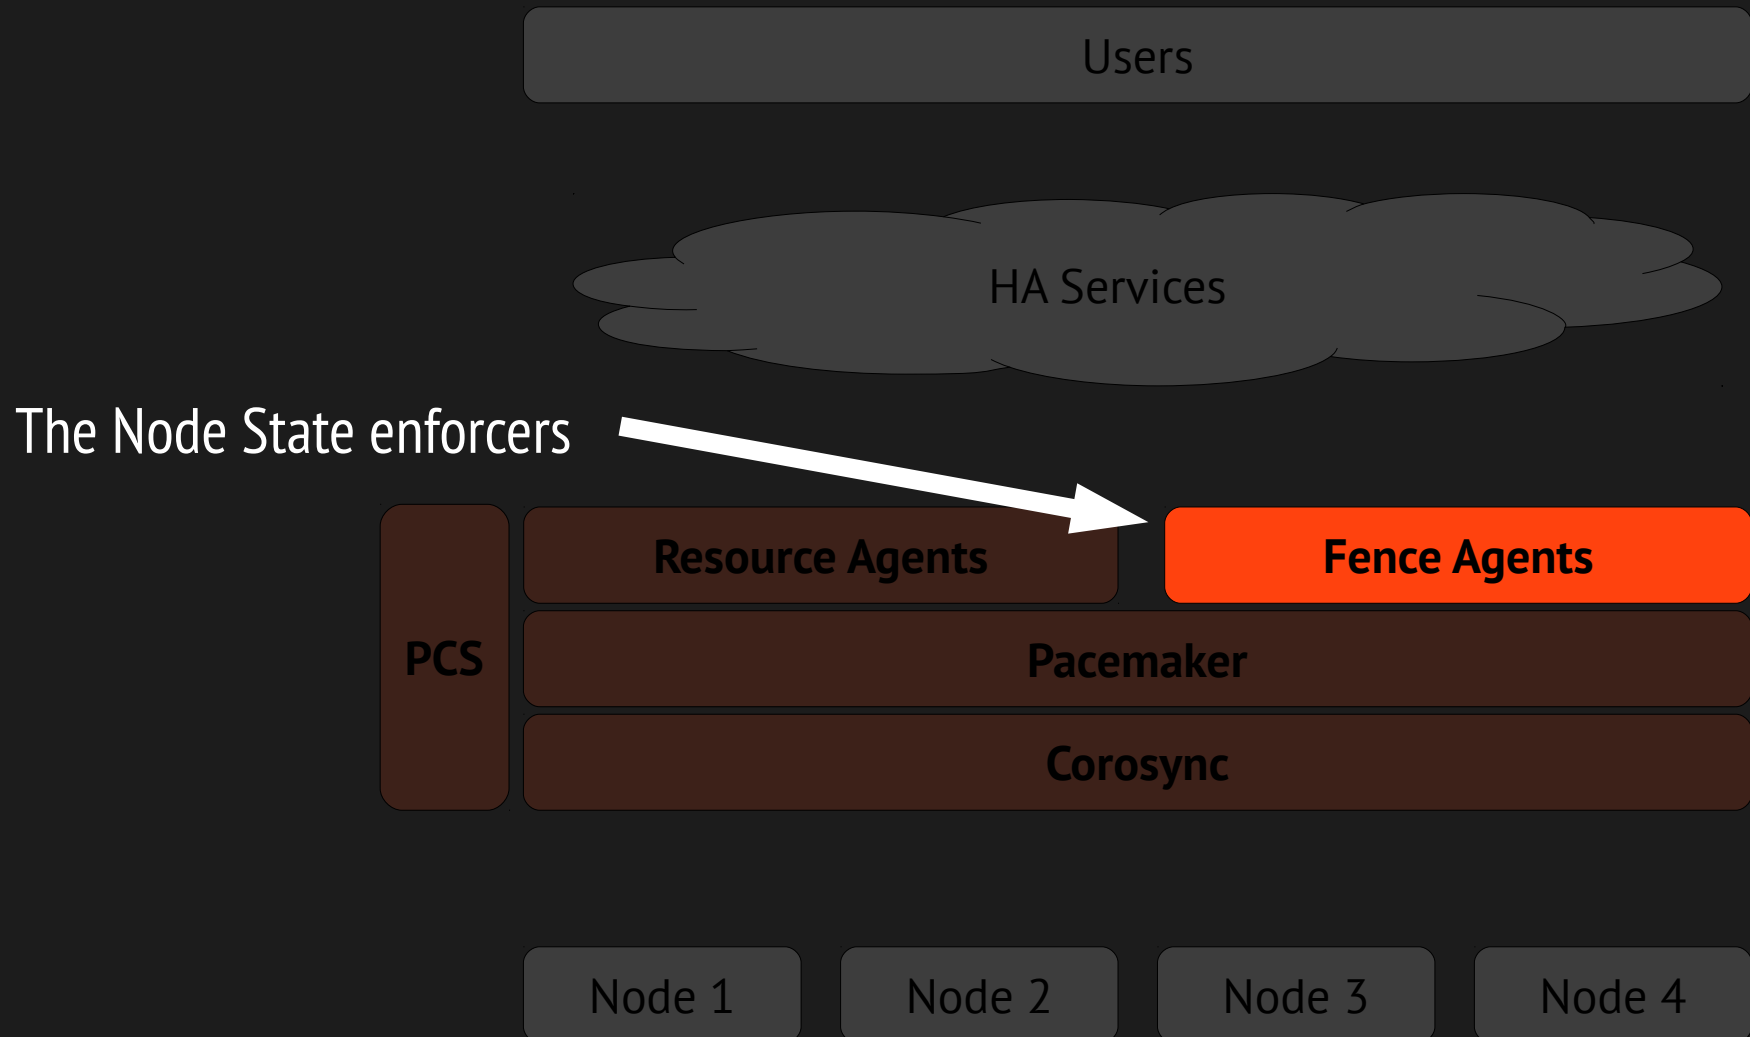 Users
HA Services
The Node State enforcers
PCS
Resource Agents
Fence Agents
Pacemaker
Corosync
Node 1
Node 2
Node 3
Node 4